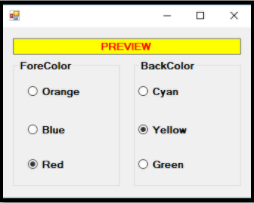 PREVIEW
ForeColor
Orange
Blue
Red
BackColor
Cyan
Yellow
Green